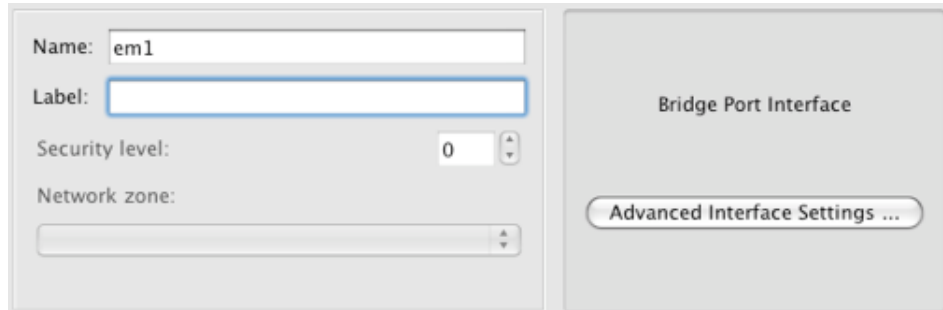 Name: em1
Label:
Bridge Port Interface
Security level: 0
Network zone:
Advanced Interface Settings ...